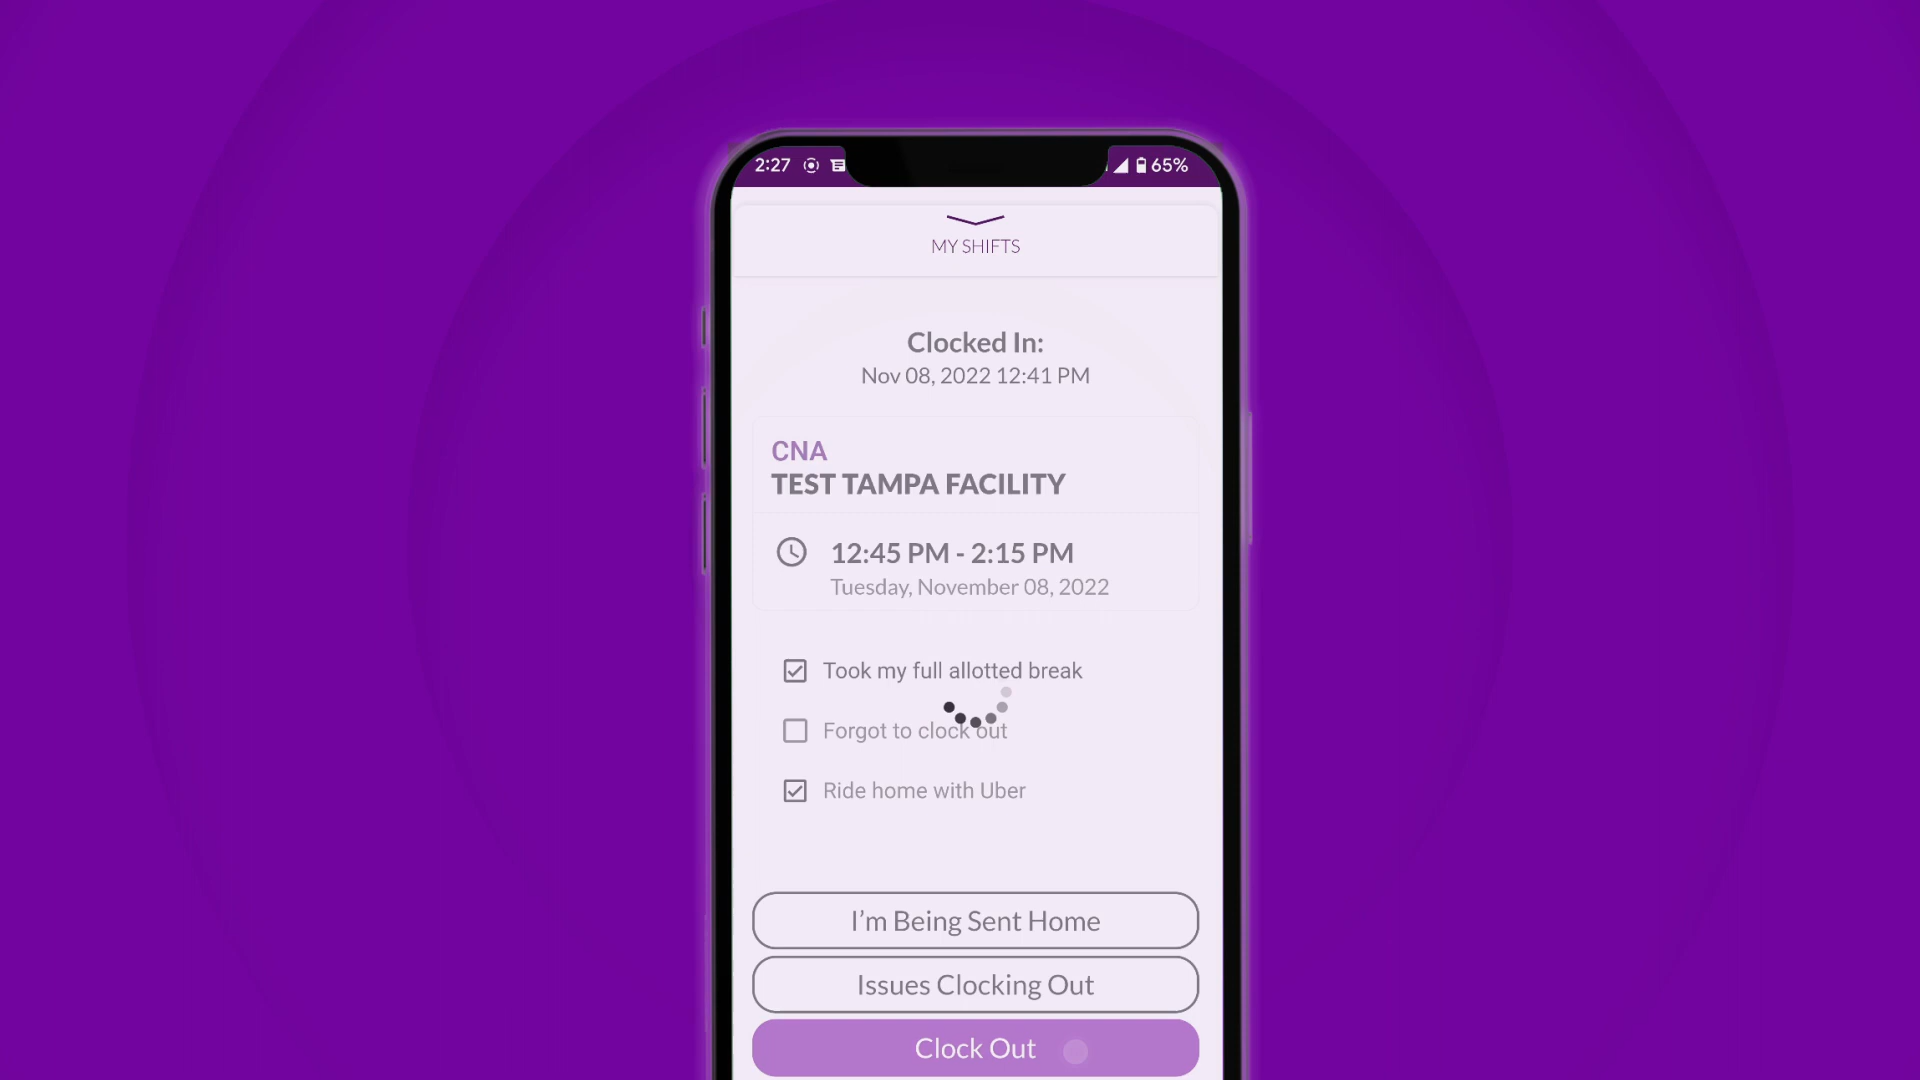 2:27 65%
MY SHIFTS
Clocked In:
Nov 08, 2022 12:41 PM
CNA
TEST TAMPA FACILITY
12:45 PM - 2:15 PM
Tuesday, November 08, 2022
Took my full allotted break
Forgot to clock out
Ride home with Uber
I’m Being Sent Home
Issues Clocking Out
Clock Out